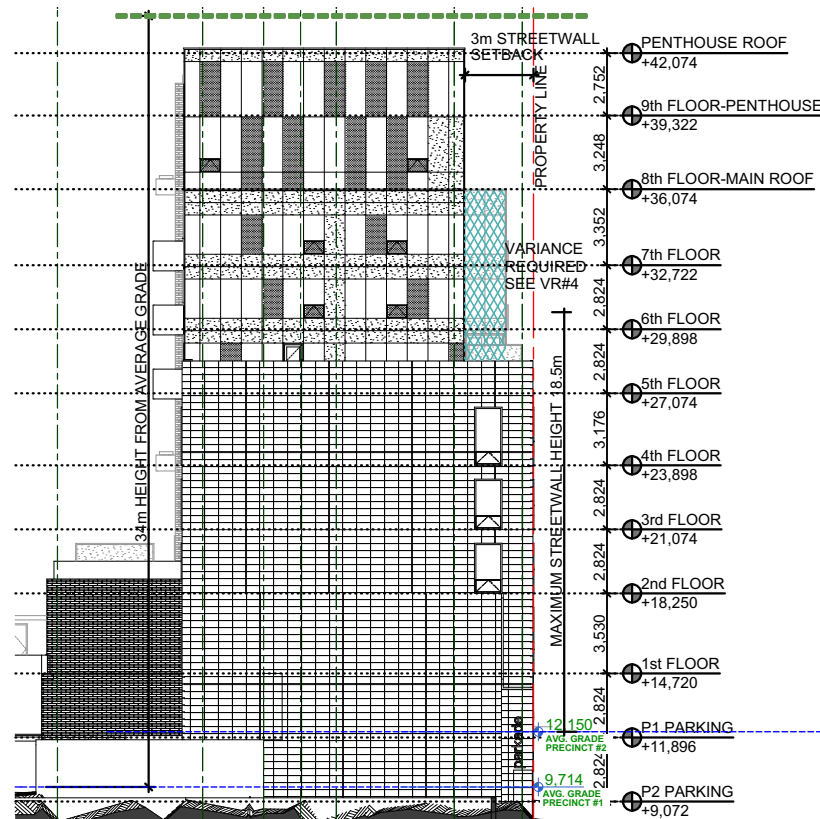 3m STREETWALL
SETBACK
PROPERTY LINE
PENTHOUSE ROOF
+42,074
2,752
9th FLOOR-PENTHOUSE
+39,322
3,248
8th FLOOR-MAIN ROOF
+36,074
3,352
VARIANCE
REQUIRED
SEE VR#4
7th FLOOR
+32,722
2,824
6th FLOOR
+29,898
2,824
5th FLOOR
+27,074
3,176
4th FLOOR
+23,898
2,824
3rd FLOOR
+21,074
2,824
2nd FLOOR
+18,250
3,530
1st FLOOR
+14,720
2,824
P1 PARKING
+11,896
2,824
P2 PARKING
+9,072
34m HEIGHT FROM AVERAGE GRADE
MAXIMUM STREETWALL HEIGHT 18.5m
parkade
12,150
AVG. GRADE
PRECINCT #2
9,714
AVG. GRADE
PRECINCT #1